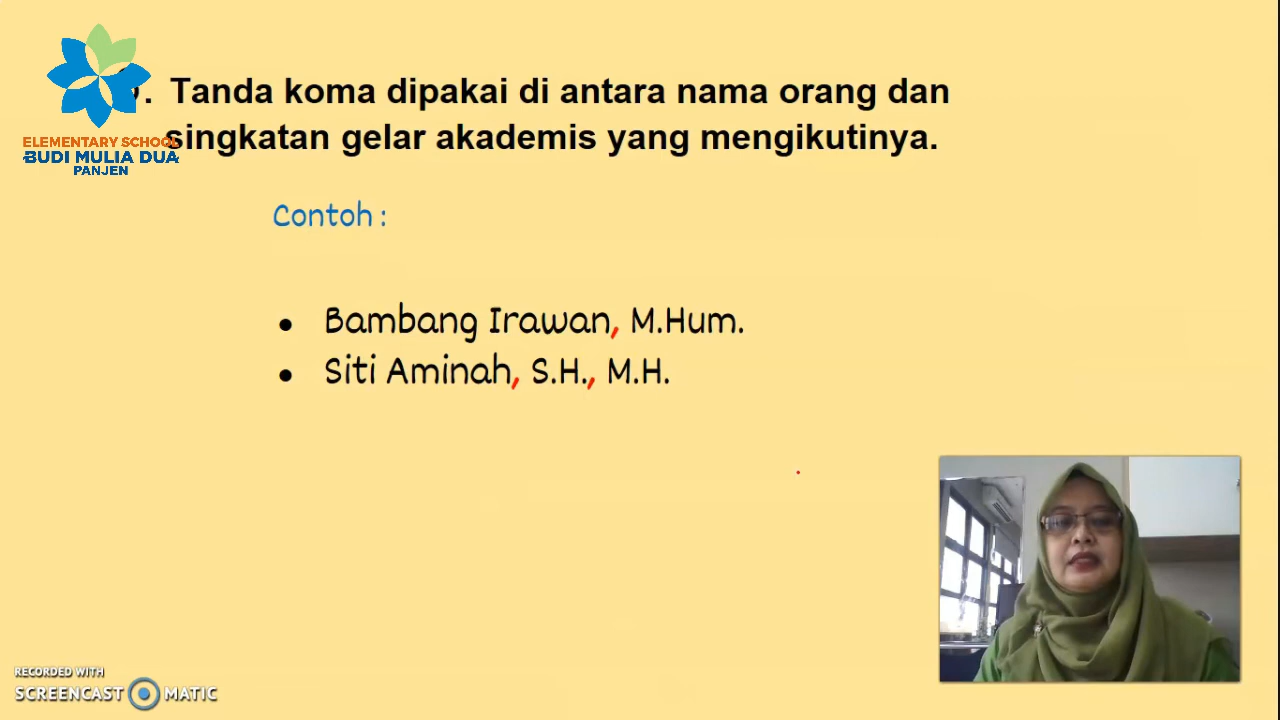 Tanda koma dipakai di antara nama orang dan
singkatan gelar akademis yang mengikutinya.
ELEMENTARY SCHOOL
BUDI MULIA DUA
PANJEN
Contoh :
• Bambang Irawan, M.Hum.
• Siti Aminah, S.H., M.H.
RECORDED WITH
SCREENCAST MATIC